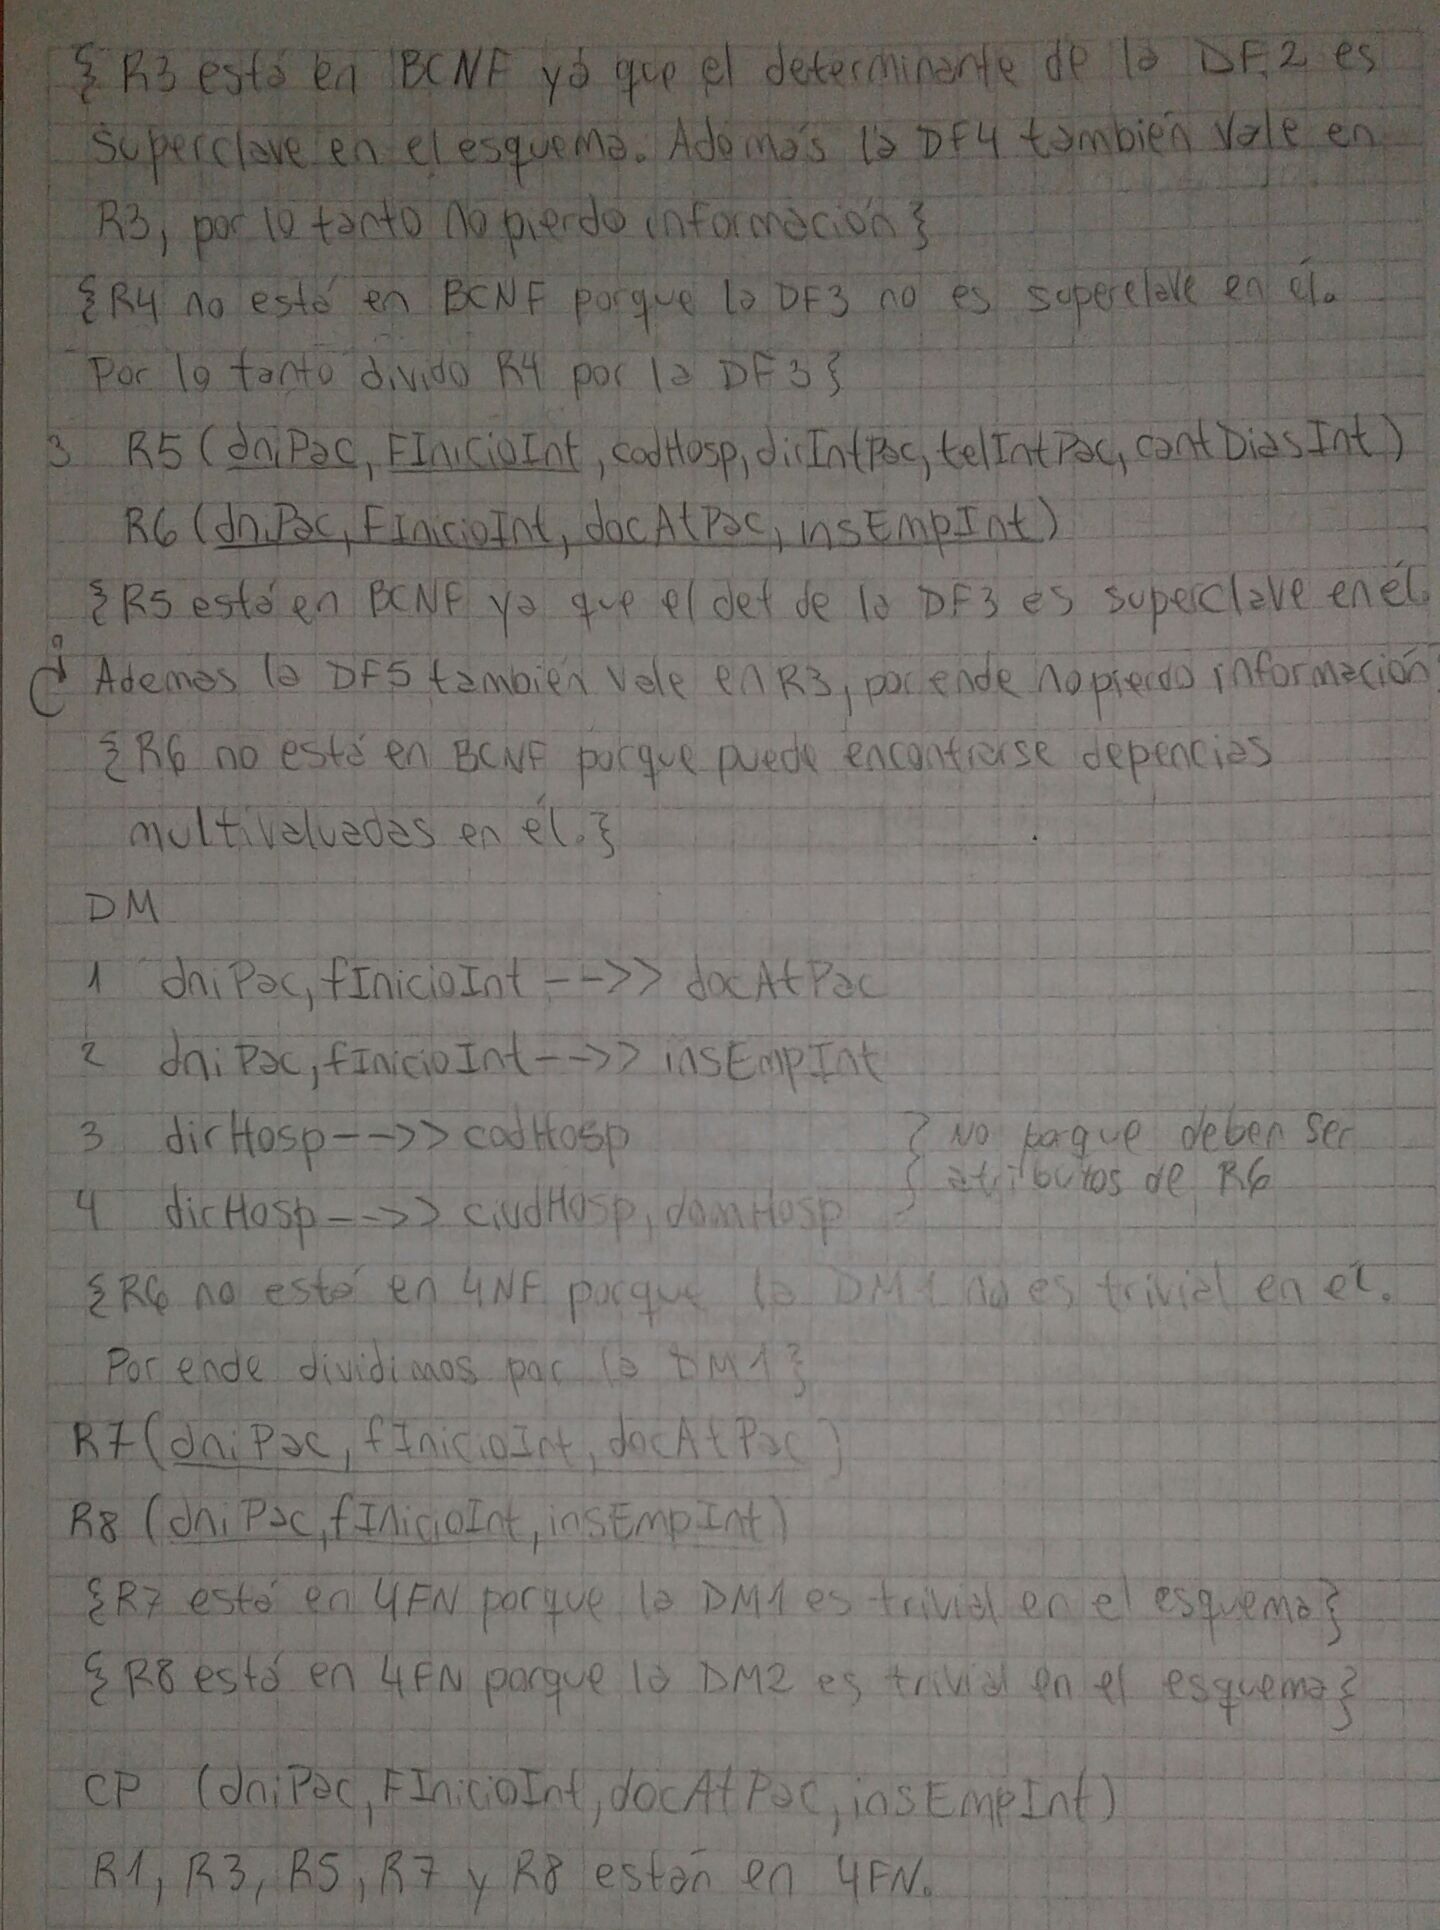 {R3 está en BCNF ya que el determinante de la DF2 es
superclave en el esquema. Además la DF4 también vale en
R3, por lo tanto no pierdo información}
{R4 no está en BCNF porque la DF3 no es superclave en él.
Por lo tanto divido R4 por la DF3}
3 R5 (dniPac, FInicioInt, codHosp, dirIntPac, telIntPac, cantDiasInt)
R6 (dniPac, FInicioInt, docAtPac, insEmpInt)
{R5 está en BCNF ya que el det de la DF3 es superclave en él.
Ademas la DF5 también vale en R3, por ende no pierdo información
{R6 no está en BCNF porque puede encontrarse depencias
multivaluadas en él.}
DM
1 dniPac, fInicioInt -->> docAtPac
2 dniPac, fInicioInt -->> insEmpInt
3 dirHosp -->> codHosp } No porque deben ser
4 dirHosp -->> ciudHosp, domHosp } atributos de R6
{R6 no está en 4NF porque la DM1 no es trivial en él.
Por ende dividimos por la DM1}
R7 (dniPac, fInicioInt, docAtPac)
R8 (dniPac, fInicioInt, insEmpInt)
{R7 está en 4FN porque la DM1 es trivial en el esquema}
{R8 está en 4FN porque la DM2 es trivial en el esquema}
CP (dniPac, FInicioInt, docAtPac, insEmpInt)
R1, R3, R5, R7 y R8 están en 4FN.